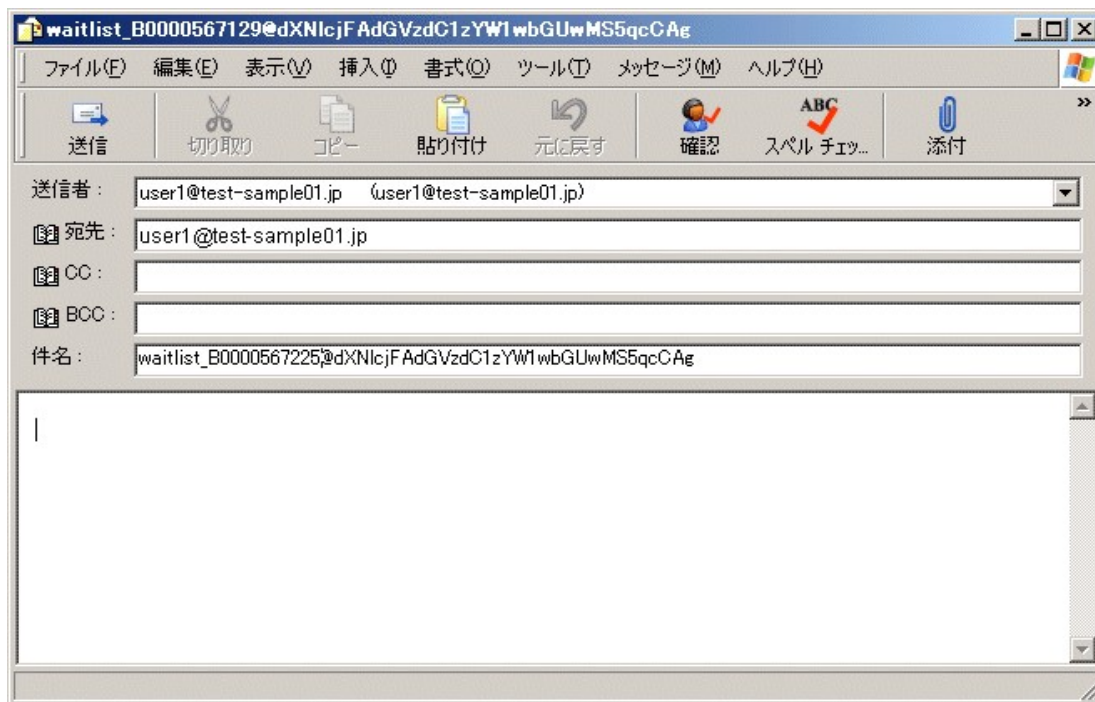 waitlist_B0000567129@dXNlcjFAdGVzdC1zYW1wbGUwMS5qcCAg
ファイル(F) 編集(E) 表示(V) 挿入(I) 書式(O) ツール(T) メッセージ(M) ヘルプ(H)
送信 切り取り コピー 貼り付け 元に戻す 確認 ABC スペル チェッ... 添付 »
送信者： user1@test-sample01.jp (user1@test-sample01.jp)
宛先： user1@test-sample01.jp
CC：
BCC：
件名： waitlist_B0000567225@dXNlcjFAdGVzdC1zYW1wbGUwMS5qcCAg